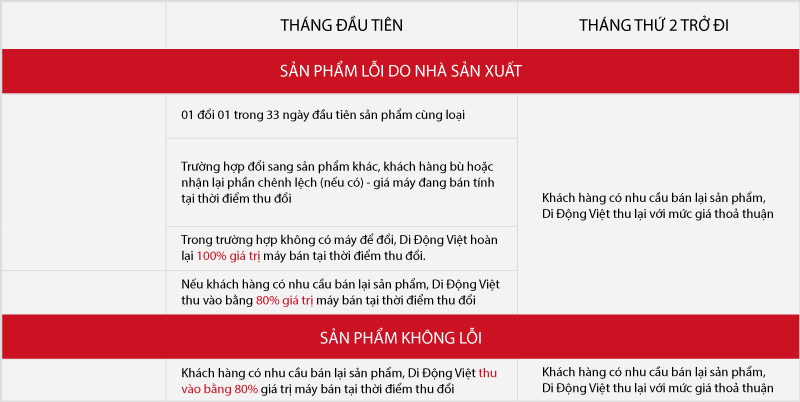 THÁNG ĐẦU TIÊN
THÁNG THỨ 2 TRỞ ĐI
SẢN PHẨM LỖI DO NHÀ SẢN XUẤT
01 đổi 01 trong 33 ngày đầu tiên sản phẩm cùng loại
Trường hợp đổi sang sản phẩm khác, khách hàng bù hoặc
nhận lại phần chênh lệch (nếu có) - giá máy đang bán tính
tại thời điểm thu đổi
Trong trường hợp không có máy để đổi, Di Động Việt hoàn
lại 100% giá trị máy bán tại thời điểm thu đổi.
Nếu khách hàng có nhu cầu bán lại sản phẩm, Di Động Việt
thu vào bằng 80% giá trị máy bán tại thời điểm thu đổi
Khách hàng có nhu cầu bán lại sản phẩm,
Di Động Việt thu lại với mức giá thoả thuận
SẢN PHẨM KHÔNG LỖI
Khách hàng có nhu cầu bán lại sản phẩm, Di Động Việt thu
vào bằng 80% giá trị máy bán tại thời điểm thu đổi
Khách hàng có nhu cầu bán lại sản phẩm,
Di Động Việt thu lại với mức giá thoả thuận